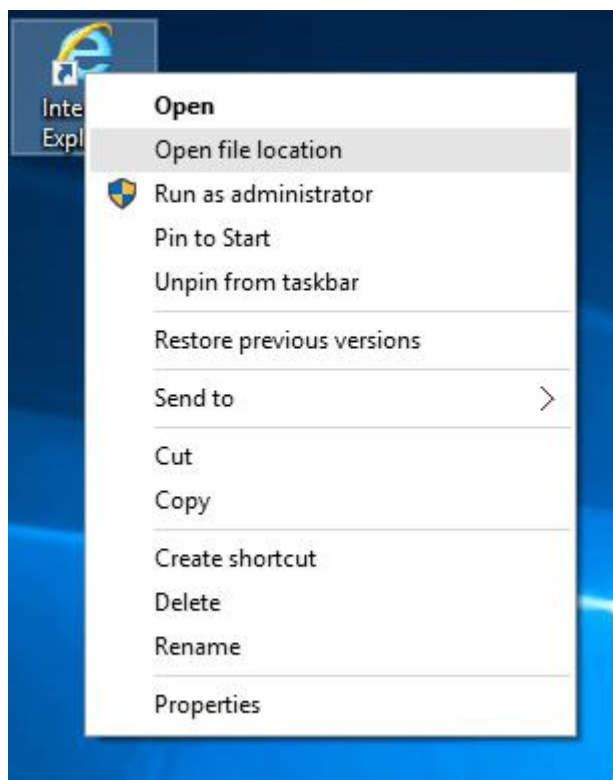 Inte
Expl
Open
Open file location
Run as administrator
Pin to Start
Unpin from taskbar
Restore previous versions
Send to
Cut
Copy
Create shortcut
Delete
Rename
Properties